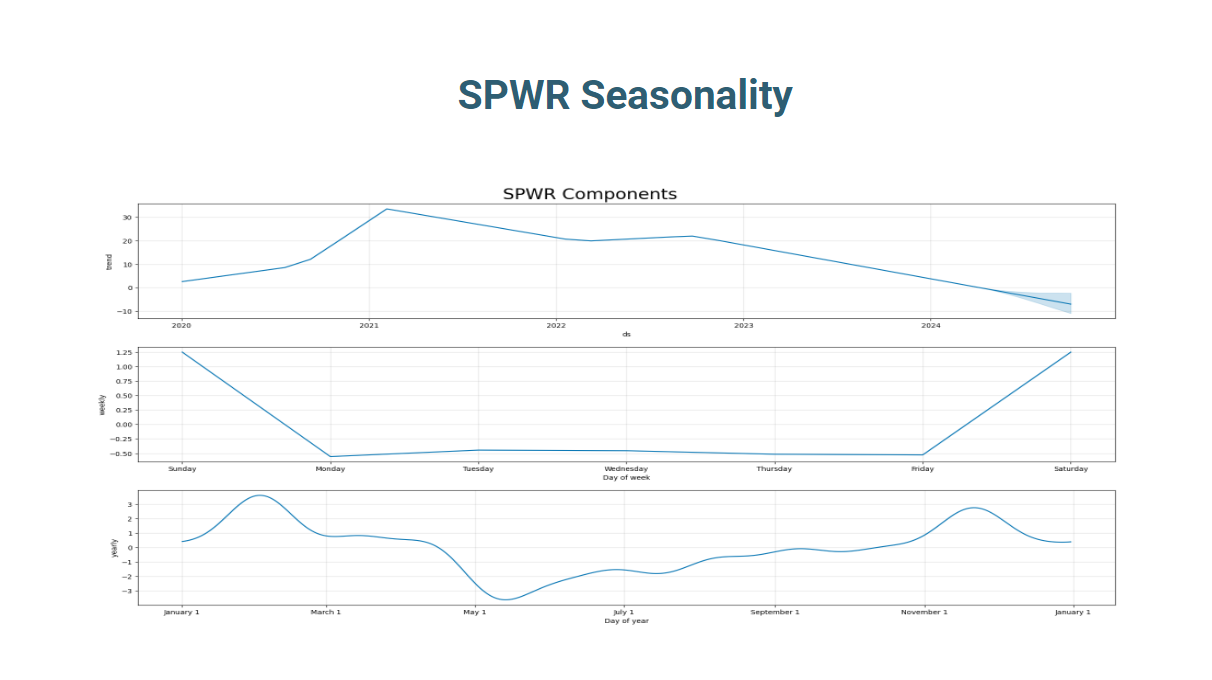 SPWR Seasonality
SPWR Components
30
20
10
0
−10
trend
2020 2021 2022 2023 2024
ds
1.25
1.00
0.75
0.50
0.25
0.00
−0.25
−0.50
weekly
Sunday Monday Tuesday Wednesday Thursday Friday Saturday
Day of week
3
2
1
0
−1
−2
−3
yearly
January 1 March 1 May 1 July 1 September 1 November 1 January 1
Day of year